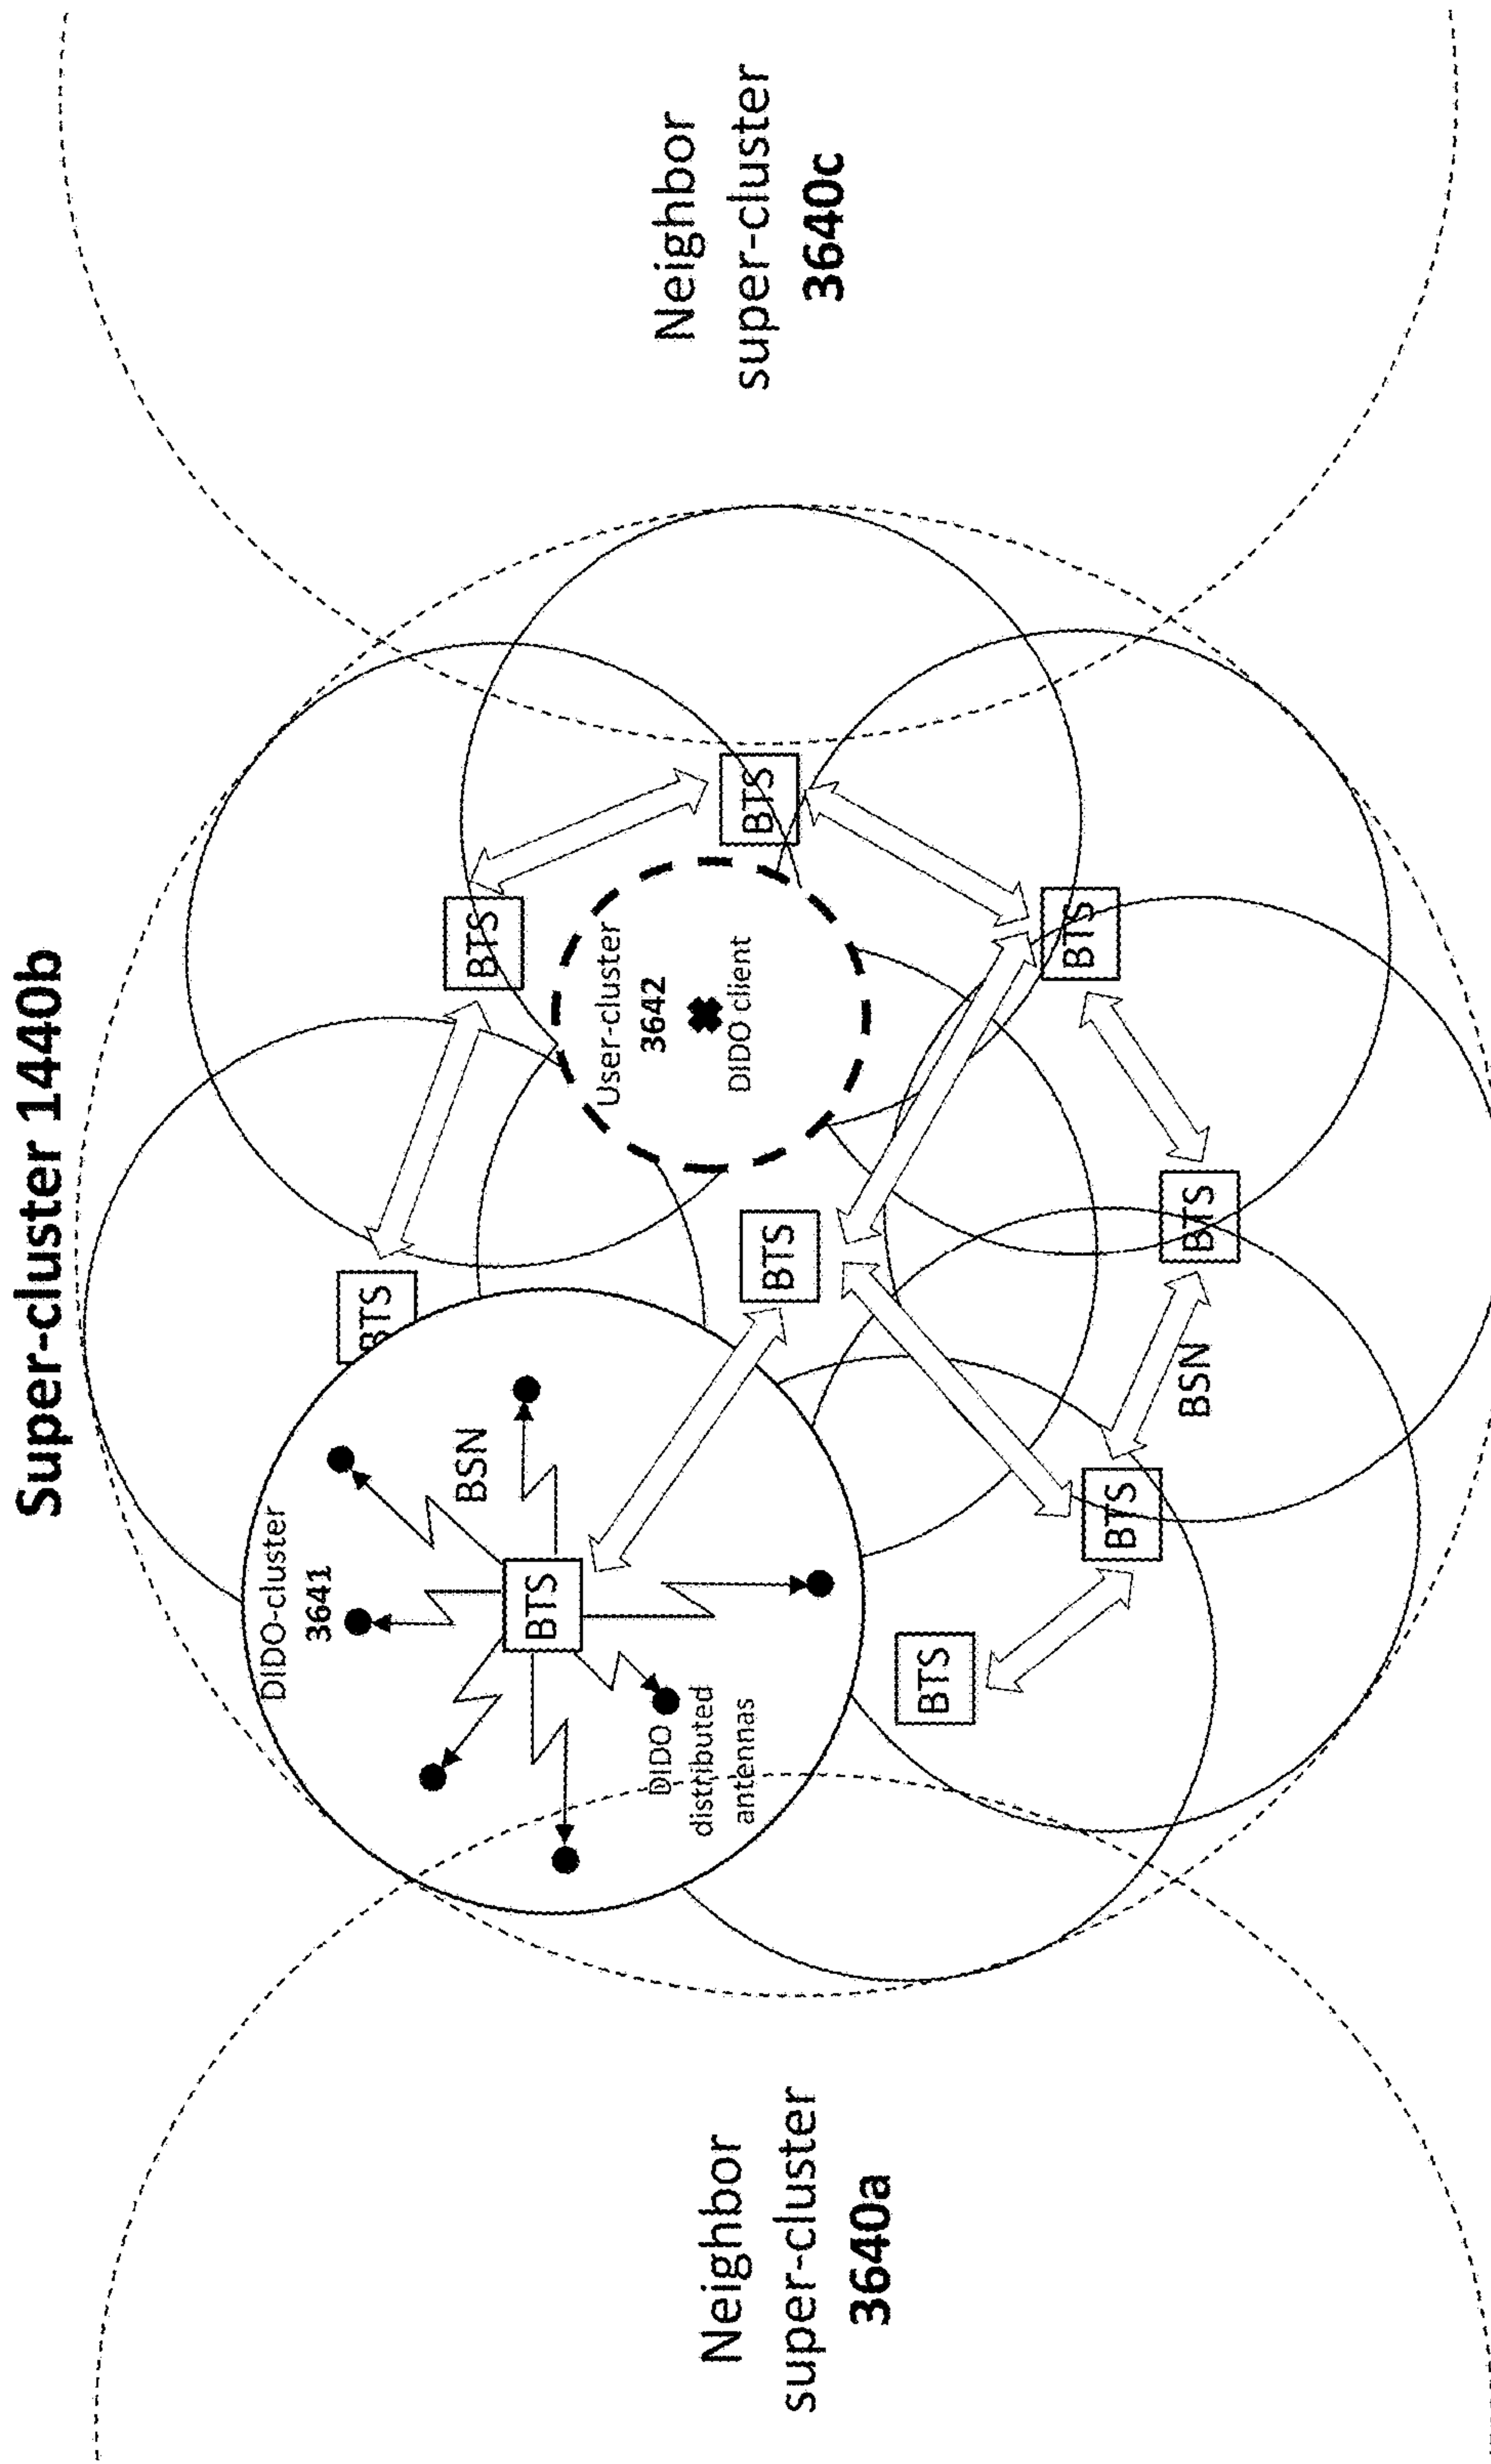 Super-cluster 1440b
DIDO-cluster
3641
BTS
BSN
BTS
BTS
User-cluster
3642
DIDO client
DIDO
distributed
antennas
Neighbor
super-cluster
3640a
Neighbor
super-cluster
3640c
BTS
BTS
BTS
BTS
BTS
BSN
BTS